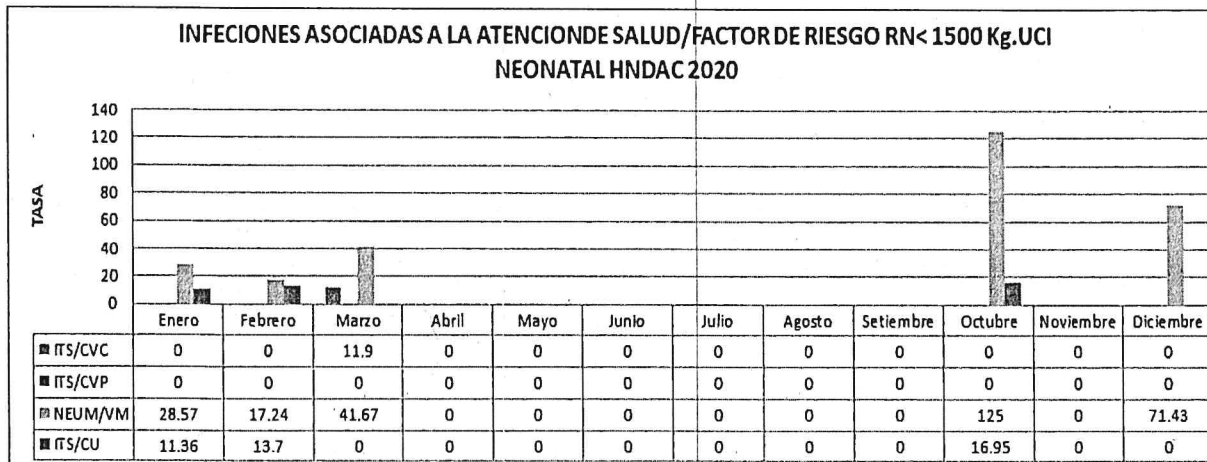 INFECIONES ASOCIADAS A LA ATENCIONDE SALUD/FACTOR DE RIESGO RN< 1500 Kg.UCI
NEONATAL HNDAC 2020
TASA
140
120
100
80
60
40
20
0
Enero Febrero Marzo Abril Mayo Junio Julio Agosto Setiembre Octubre Noviembre Diciembre
ITS/CVC 0 0 11.9 0 0 0 0 0 0 0 0 0
ITS/CVP 0 0 0 0 0 0 0 0 0 0 0 0
NEUM/VM 28.57 17.24 41.67 0 0 0 0 0 0 125 0 71.43
ITS/CU 11.36 13.7 0 0 0 0 0 0 0 16.95 0 0